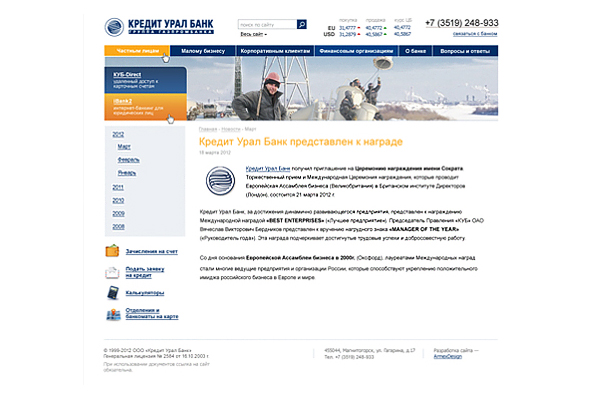 КРЕДИТ УРАЛ БАНК
ГРУППА ГАЗПРОМБАНКА
поиск по сайту
Весь сайт
покупка продажа курс ЦБ
EU 31,4777 40,4772 40,4772
USD 31,2879 40,5867 40,5867
+7 (3519) 248-933
связаться с банком
Частным лицам Малому бизнесу Корпоративным клиентам Финансовым организациям О банке Вопросы и ответы
КУБ-Direct
удаленный доступ к
карточным счетам
iBank2
интернет-банкинг для
юридических лиц
Главная - Новости - Март
Кредит Урал Банк представлен к награде
16 марта 2012
2012
Март
Февраль
Январь
2011
2010
2009
2008
Кредит Урал Банк получил приглашение на Церемонию награждения имени Сократа.
Торжественный прием и Международная Церемония награждения, которые проводит
Европейская Ассамблея бизнеса (Великобритания) в Британском институте Директоров
(Лондон), состоится 21 марта 2012 г.
Кредит Урал Банк, за достижения динамично развивающегося предприятия, представлен к награждению
Международной наградой «BEST ENTERPRISES» («Лучшее предприятие»). Председатель Правления «КУБ» ОАО
Вячеслав Викторович Бердников представлен к вручению нагрудного знака «MANAGER OF THE YEAR»
(«Руководитель года»). Эта награда подчеркивает достигнутые трудовые успехи и добросовестную работу.
Со дня основания Европейской Ассамблеи бизнеса в 2000г. (Оксфорд), лауреатами Международных наград
стали многие ведущие предприятия и организации России, которые способствуют укреплению положительного
имиджа российского бизнеса в Европе и мире.
Зачисления на счет
Подать заявку
на кредит
Калькуляторы
Отделения и
банкоматы на карте
© 1996-2012 ООО «Кредит Урал Банк»
Генеральная лицензия № 2584 от 16.10.2003 г.
При использовании документов ссылка на сайт
обязательна.
455044, Магнитогорск, ул. Гагарина, д.17
Тел. +7 (3519) 248-933
Разработка сайта —
ArmexDesign